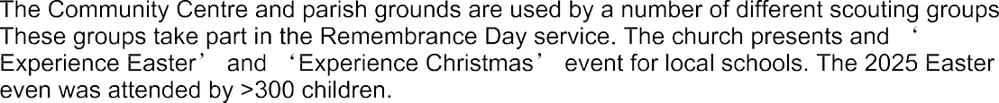 The Community Centre and parish grounds are used by a number of different scouting groups
These groups take part in the Remembrance Day service. The church presents and ‘
Experience Easter’ and ‘Experience Christmas’ event for local schools. The 2025 Easter
even was attended by >300 children.